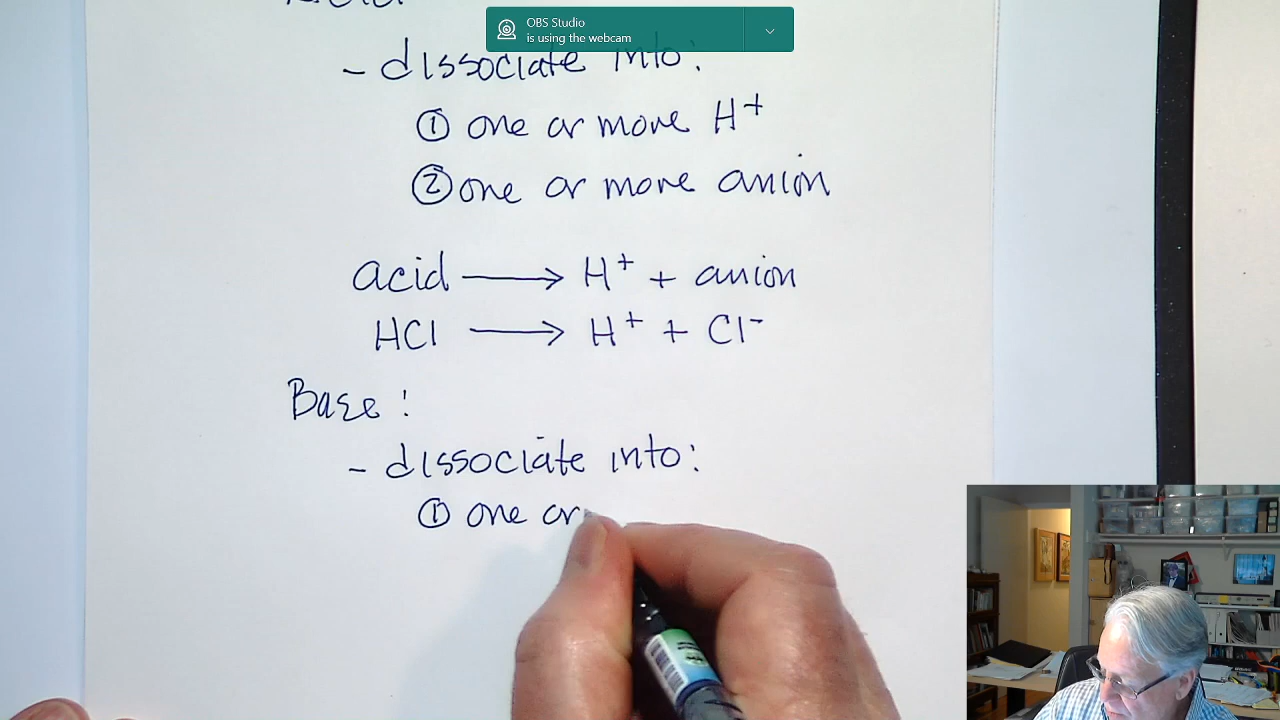 Acid
OBS Studio
is using the webcam
- dissociate into:
① one or more H+
② one or more anion
acid ⟶ H+ + anion
HCl ⟶ H+ + Cl-
Base:
- dissociate into:
① one or